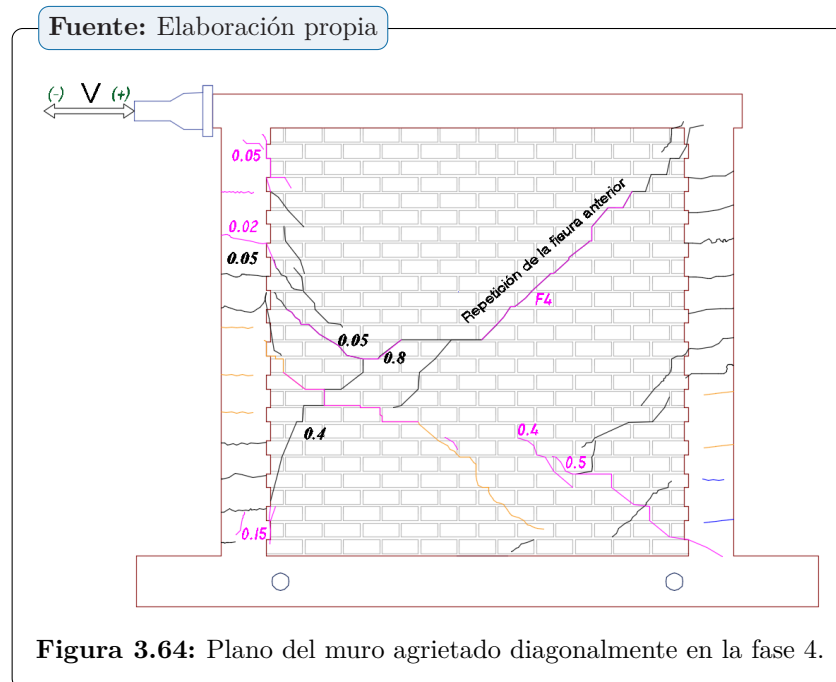 Fuente: Elaboración propia
(-) V (+)
0.05
0.02
0.05
Repetición de la fisura anterior
F4
0.05
0.8
0.4
0.4
0.5
0.15
Figura 3.64: Plano del muro agrietado diagonalmente en la fase 4.